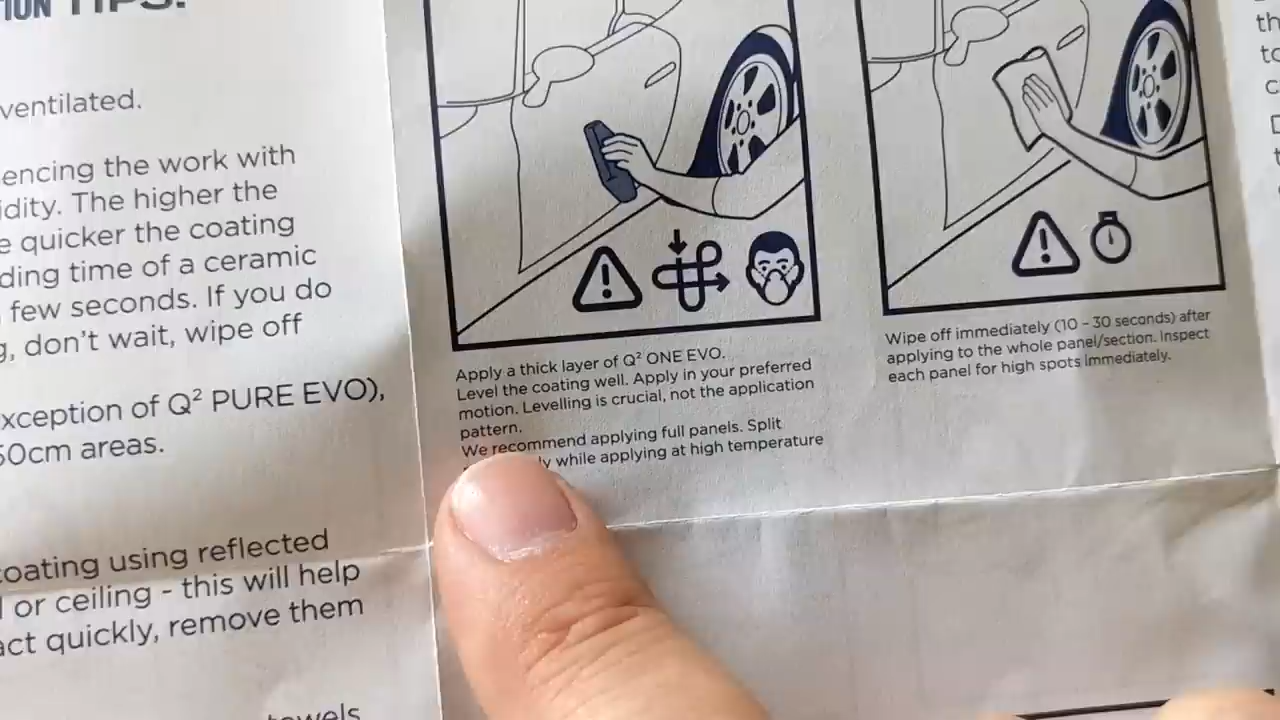 TION TIPS:
ventilated.
encing the work with
idity. The higher the
e quicker the coating
ding time of a ceramic
few seconds. If you do
g, don't wait, wipe off
xception of Q² PURE EVO),
50cm areas.
coating using reflected
l or ceiling - this will help
act quickly, remove them
towels
Apply a thick layer of Q² ONE EVO.
Level the coating well. Apply in your preferred
motion. Levelling is crucial, not the application
pattern.
We recommend applying full panels. Split
while applying at high temperature
Wipe off immediately (10 - 30 seconds) after
applying to the whole panel/section. Inspect
each panel for high spots immediately.
th
to
c